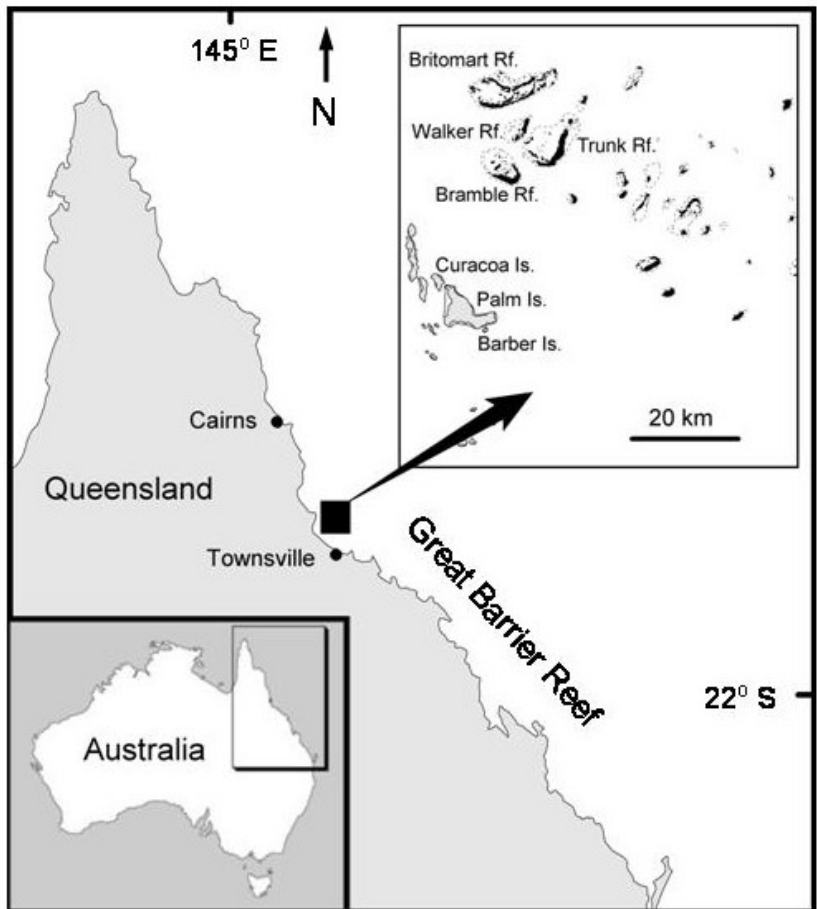 145° E
N
Britomart Rf.
Walker Rf.
Trunk Rf.
Bramble Rf.
Curacoa Is.
Palm Is.
Barber Is.
20 km
Cairns
Queensland
Townsville
Great Barrier Reef
22° S
Australia